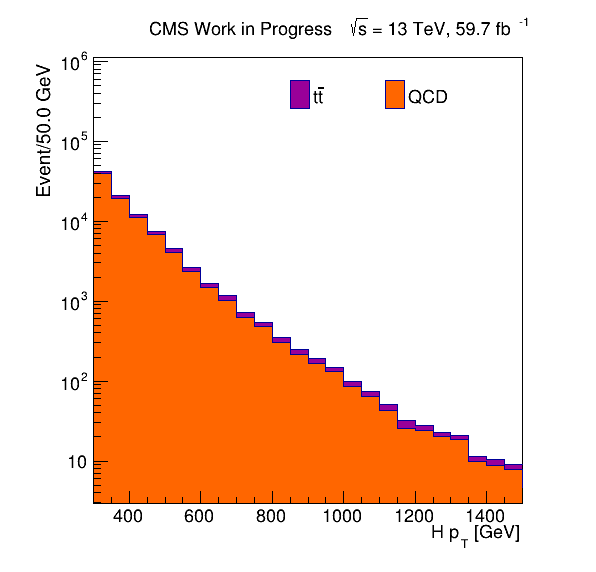 CMS Work in Progress √s = 13 TeV, 59.7 fb⁻¹
Event/50.0 GeV
tt̄ QCD
10⁶
10⁵
10⁴
10³
10²
10
400 600 800 1000 1200 1400
H p_T [GeV]